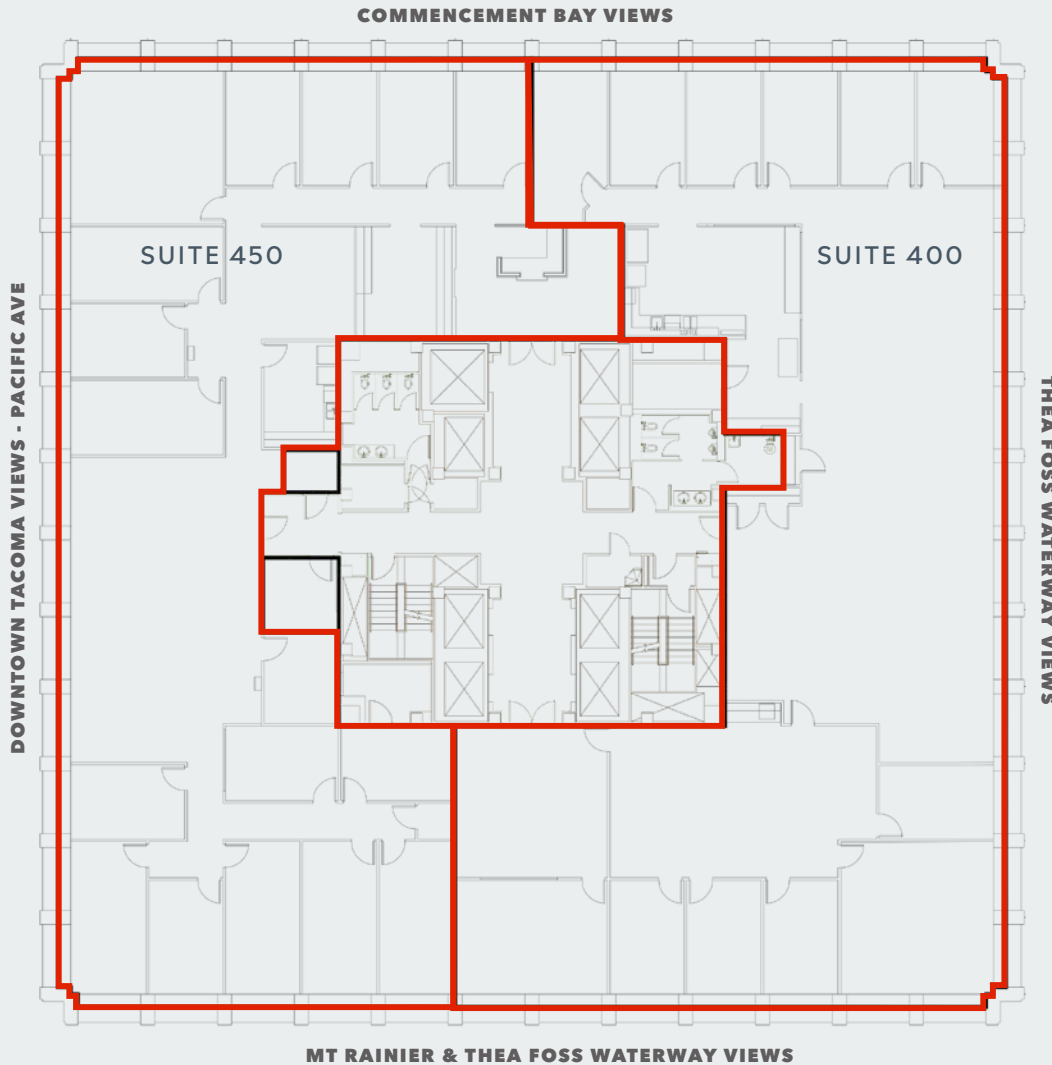 COMMENCEMENT BAY VIEWS
SUITE 450
SUITE 400
DOWNTOWN TACOMA VIEWS - PACIFIC AVE
THEA FOSS WATERWAY VIEWS
MT RAINIER & THEA FOSS WATERWAY VIEWS